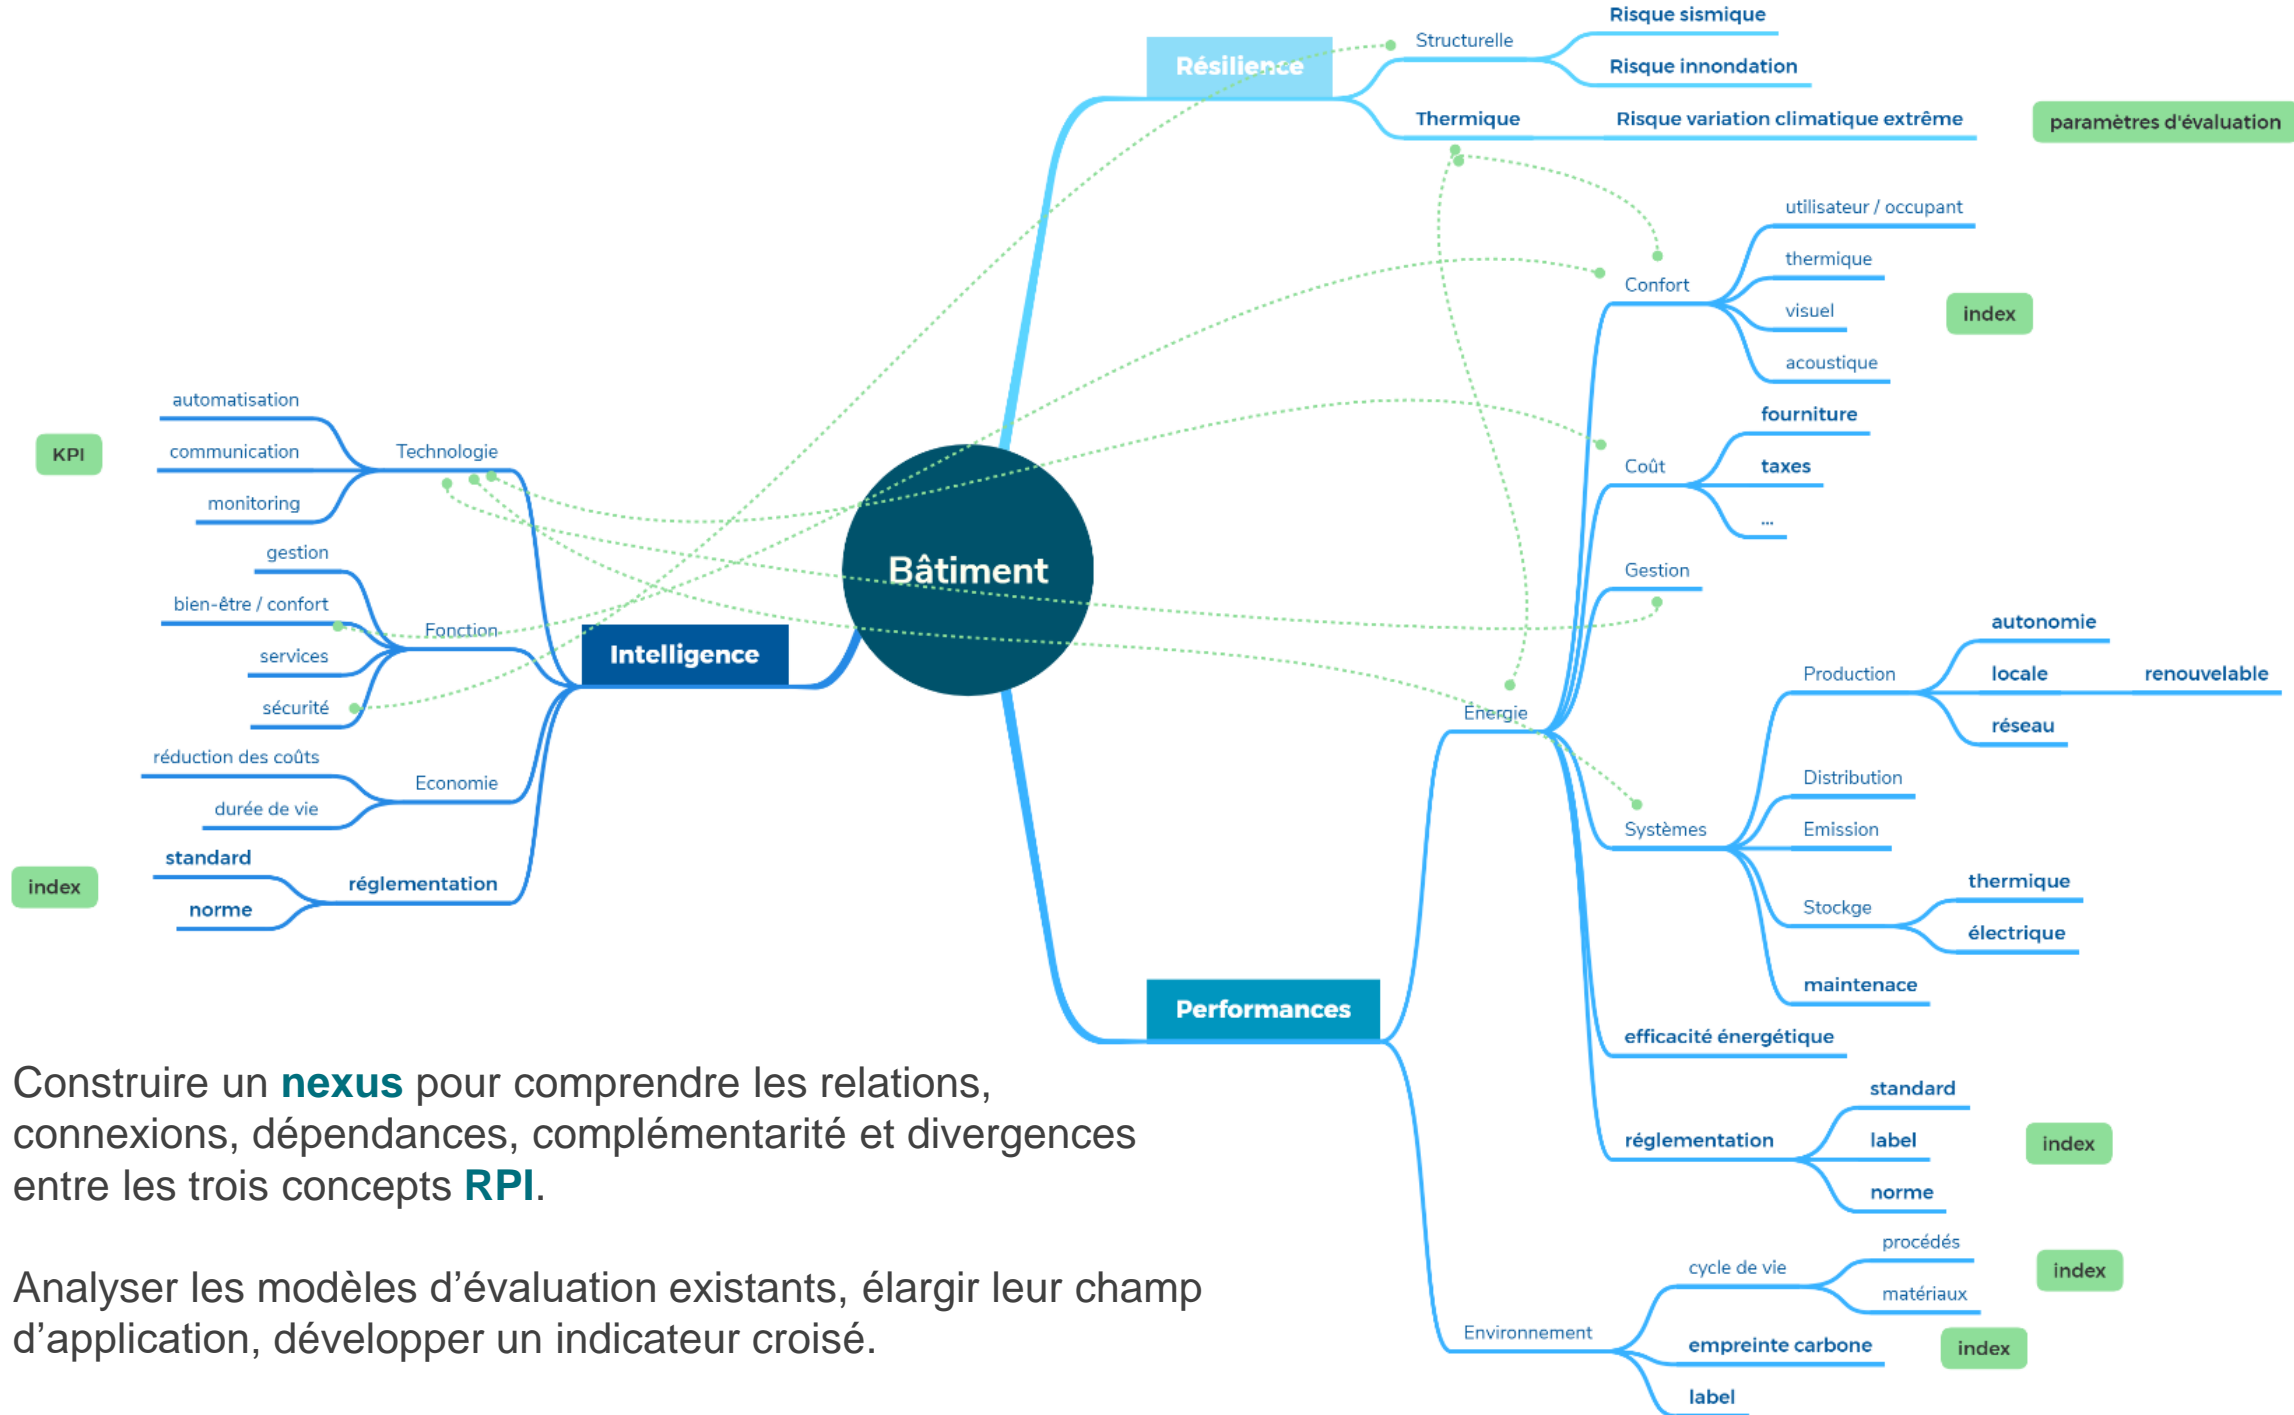 Résilience
Structurelle
Risque sismique
Risque innondation
Thermique
Risque variation climatique extrême
paramètres d'évaluation
Bâtiment
Intelligence
Technologie
automatisation
communication
monitoring
KPI
Fonction
gestion
bien-être / confort
services
sécurité
Economie
réduction des coûts
durée de vie
réglementation
standard
norme
index
Performances
Energie
Confort
utilisateur / occupant
thermique
visuel
acoustique
index
Coût
fourniture
taxes
...
Gestion
Systèmes
Production
autonomie
locale
renouvelable
réseau
Distribution
Emission
Stockge
thermique
électrique
maintenace
efficacité énergétique
réglementation
standard
label
norme
index
Environnement
cycle de vie
procédés
matériaux
index
empreinte carbone
index
label
Construire un nexus pour comprendre les relations,
connexions, dépendances, complémentarité et divergences
entre les trois concepts RPI.
Analyser les modèles d’évaluation existants, élargir leur champ
d’application, développer un indicateur croisé.